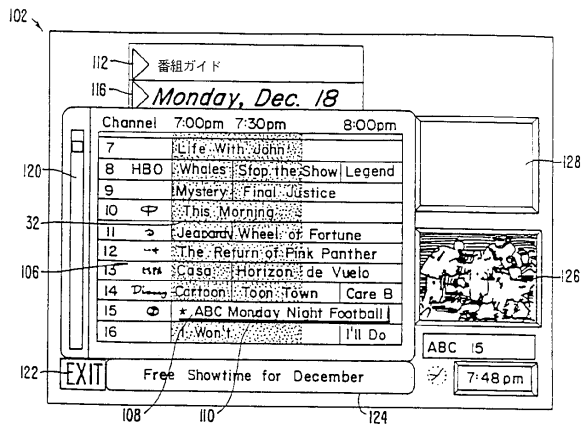 102
112
番組ガイド
116
Monday, Dec. 18
Channel 7:00pm 7:30pm 8:00pm
7 Life With John
8 HBO Whales Stop the Show Legend
9 Mystery Final Justice
10 This Morning
11 Jeopardy Wheel of Fortune
12 The Return of Pink Panther
13 Casa Horizon de Vuelo
14 Disney Cartoon Toon Town Care B
15 ★ ABC Monday Night Football
16 I Won't I'll Do
120
32
106
128
126
ABC 15
7:48pm
122
EXIT
Free Showtime for December
108
110
124